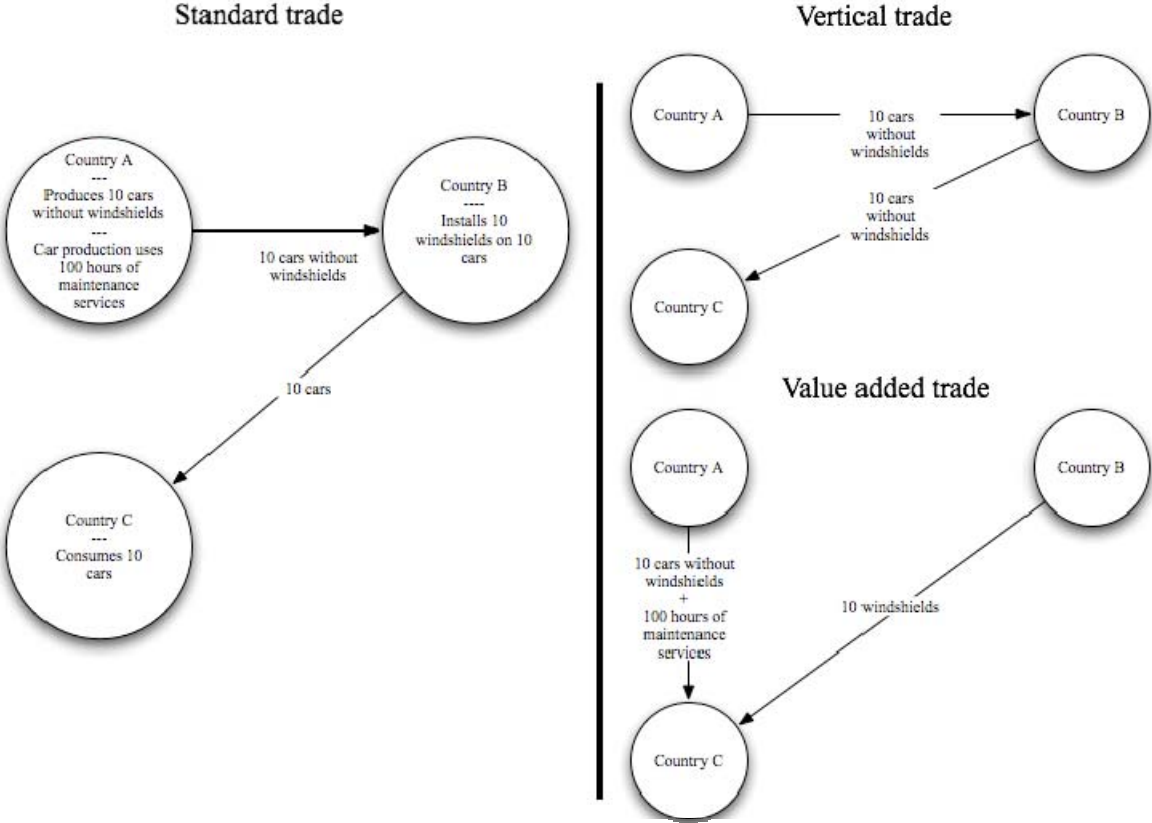 Standard trade
Country A
---
Produces 10 cars
without windshields
---
Car production uses
100 hours of
maintenance
services
10 cars without
windshields
Country B
----
Installs 10
windshields on 10
cars
10 cars
Country C
---
Consumes 10
cars
Vertical trade
Country A
10 cars
without
windshields
Country B
10 cars
without
windshields
Country C
Value added trade
Country A
Country B
10 cars without
windshields
+
100 hours of
maintenance
services
10 windshields
Country C